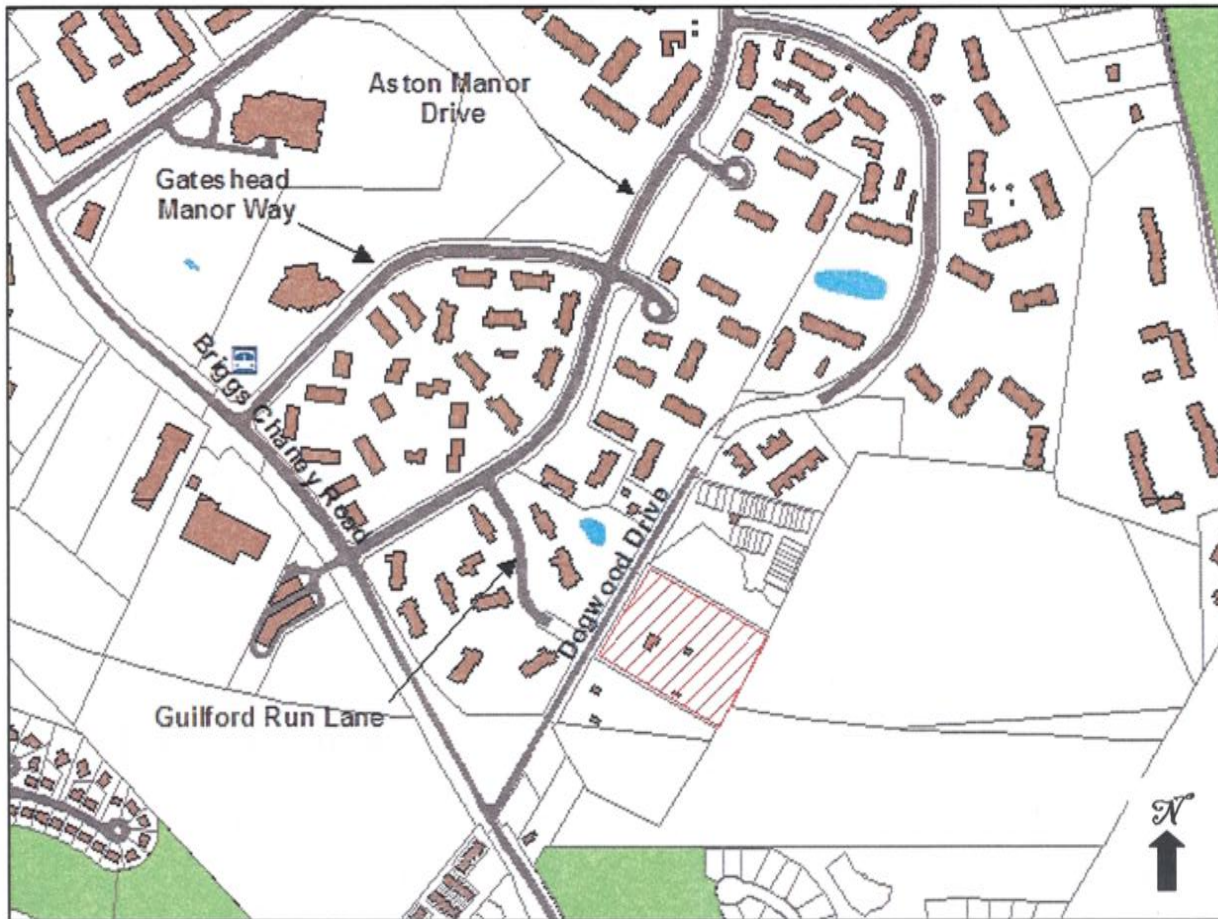 Aston Manor
Drive
Gateshead
Manor Way
Briggs Chaney Road
Dogwood Drive
Guilford Run Lane
N